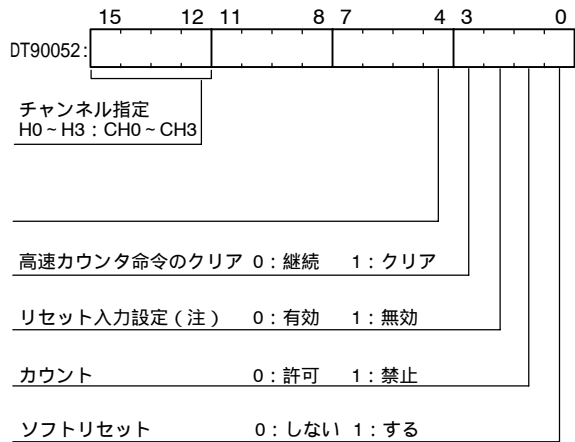 15 12 11 8 7 4 3 0
DT90052:
チャンネル指定
H0~H3:CH0~CH3
高速カウンタ命令のクリア 0:継続 1:クリア
リセット入力設定(注) 0:有効 1:無効
カウント 0:許可 1:禁止
ソフトリセット 0:しない 1:する